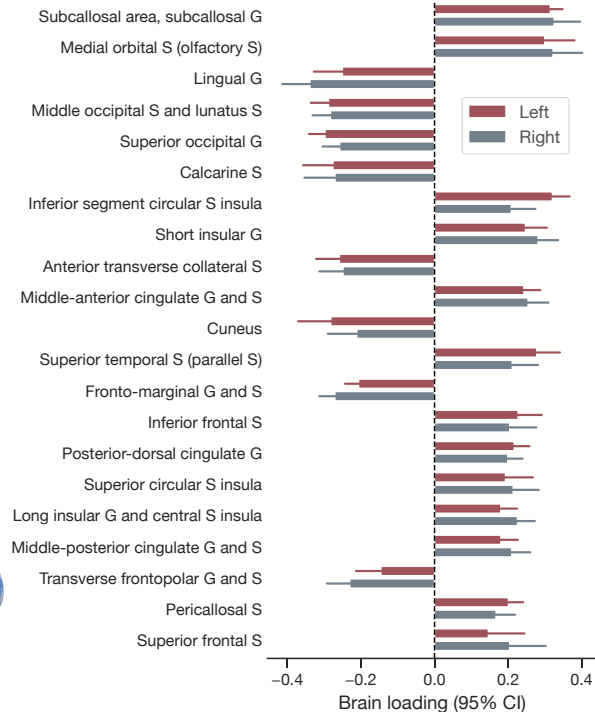 Subcallosal area, subcallosal G
Medial orbital S (olfactory S)
Lingual G
Middle occipital S and lunatus S
Superior occipital G
Calcarine S
Inferior segment circular S insula
Short insular G
Anterior transverse collateral S
Middle-anterior cingulate G and S
Cuneus
Superior temporal S (parallel S)
Fronto-marginal G and S
Inferior frontal S
Posterior-dorsal cingulate G
Superior circular S insula
Long insular G and central S insula
Middle-posterior cingulate G and S
Transverse frontopolar G and S
Pericallosal S
Superior frontal S
Left
Right
−0.4 −0.2 0.0 0.2 0.4
Brain loading (95% CI)